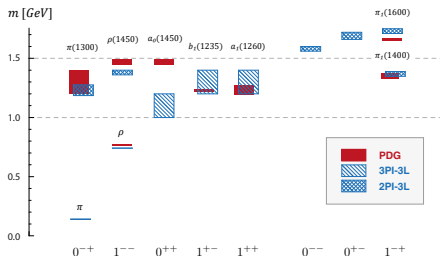 m [GeV]
π(1300)
ρ(1450)
a₀(1450)
b₁(1235)
a₁(1260)
π₁(1600)
π₁(1400)
1.5
1.0
0.5
0.0
ρ
π
PDG
3PI-3L
2PI-3L
0⁻⁺ 1⁻⁻ 0⁺⁺ 1⁺⁻ 1⁺⁺ 0⁻⁻ 0⁺⁻ 1⁻⁺